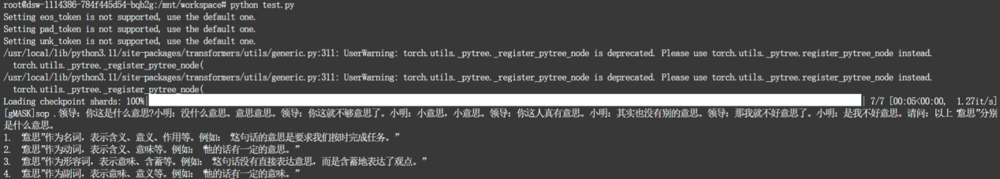 root@dsw-1114386-784f445d54-bqb2g:/mnt/workspace# python test.py
Setting eos_token is not supported, use the default one.
Setting pad_token is not supported, use the default one.
Setting unk_token is not supported, use the default one.
/usr/local/lib/python3.11/site-packages/transformers/utils/generic.py:311: UserWarning: torch.utils._pytree._register_pytree_node is deprecated. Please use torch.utils._pytree.register_pytree_node instead.
  torch.utils._pytree._register_pytree_node(
/usr/local/lib/python3.11/site-packages/transformers/utils/generic.py:311: UserWarning: torch.utils._pytree._register_pytree_node is deprecated. Please use torch.utils._pytree.register_pytree_node instead.
  torch.utils._pytree._register_pytree_node(
Loading checkpoint shards: 100%| | 7/7 [00:05<00:00, 1.27it/s]
[gMASK]sop .领导: 你这是什么意思?小明: 没什么意思。意思意思。领导: 你这就不够意思了。小明: 小意思, 小意思。领导: 你这人真有意思。小明: 其实也没有别的意思。领导: 那我就不好意思了。小明: 是我不好意思。请问: 以上“意思”分别
是什么意思。
1. “意思”作为名词, 表示含义、意义、作用等。例如: “这句话的意思是要求我们按时完成任务。”
2. “意思”作为动词, 表示含义、意味等。例如: “他的话有一定的意思。”
3. “意思”作为形容词, 表示意味、含蓄等。例如: “这句话没有直接表达意思, 而是含蓄地表达了观点。”
4. “意思”作为副词, 表示意味、意义等。例如: “他的话有一定的意味。”